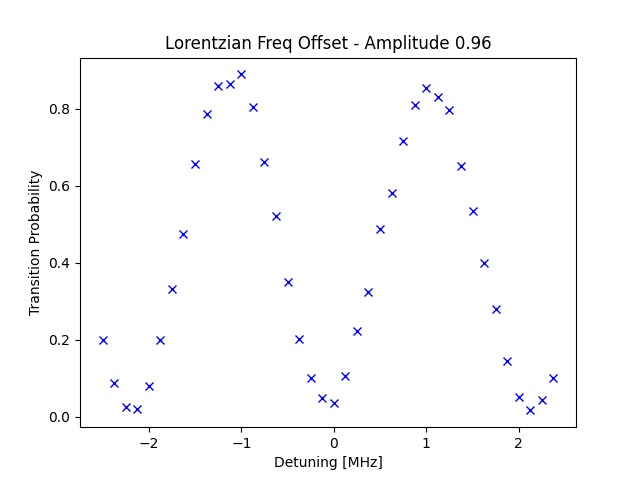 Lorentzian Freq Offset - Amplitude 0.96
Transition Probability
0.8
0.6
0.4
0.2
0.0
−2 −1 0 1 2
Detuning [MHz]